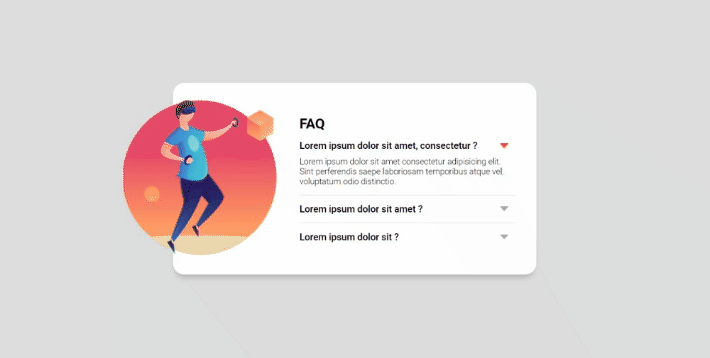 FAQ
Lorem ipsum dolor sit amet, consectetur ?
Lorem ipsum dolor sit amet consectetur adipisicing elit.
Sint perferendis saepe laboriosam temporibus atque vel,
voluptatum odio distinctio.
Lorem ipsum dolor sit amet ?
Lorem ipsum dolor sit ?